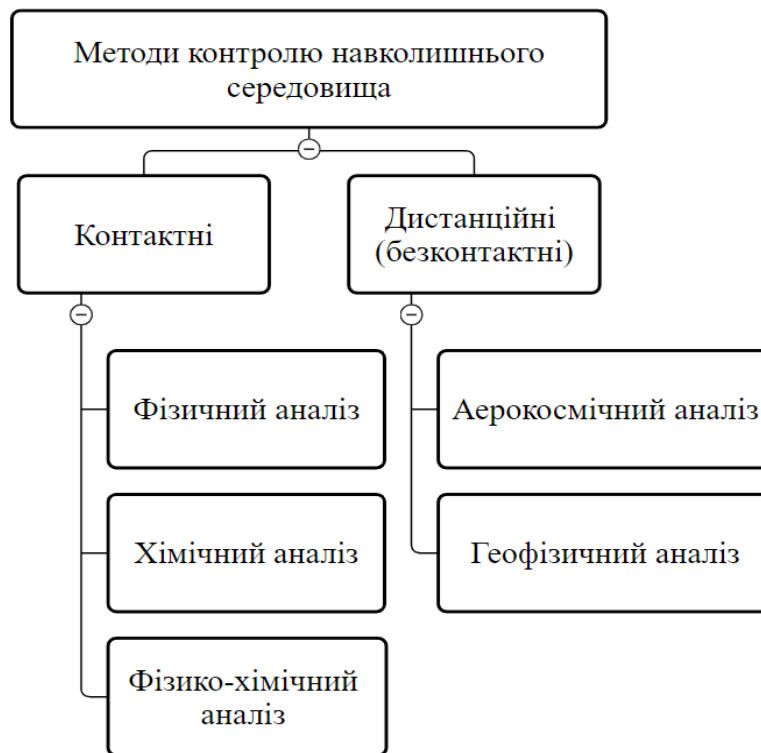 Методи контролю навколишнього
середовища
Контактні
Дистанційні
(безконтактні)
Фізичний аналіз
Аерокосмічний аналіз
Хімічний аналіз
Геофізичний аналіз
Фізико-хімічний
аналіз